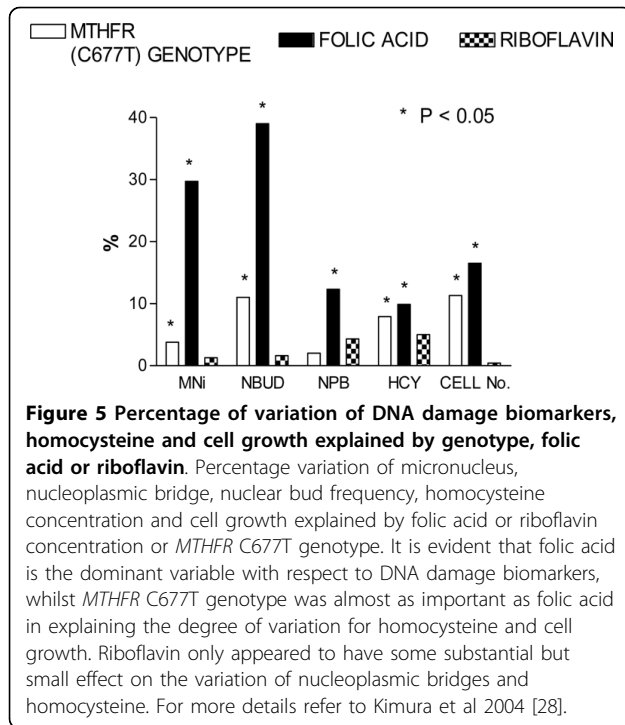 MTHFR
(C677T) GENOTYPE
FOLIC ACID
RIBOFLAVIN
* P < 0.05
%
40
30
20
10
0
* * * * * * * *
MNi NBUD NPB HCY CELL No.
Figure 5 Percentage of variation of DNA damage biomarkers,
homocysteine and cell growth explained by genotype, folic
acid or riboflavin. Percentage variation of micronucleus,
nucleoplasmic bridge, nuclear bud frequency, homocysteine
concentration and cell growth explained by folic acid or riboflavin
concentration or MTHFR C677T genotype. It is evident that folic acid
is the dominant variable with respect to DNA damage biomarkers,
whilst MTHFR C677T genotype was almost as important as folic acid
in explaining the degree of variation for homocysteine and cell
growth. Riboflavin only appeared to have some substantial but
small effect on the variation of nucleoplasmic bridges and
homocysteine. For more details refer to Kimura et al 2004 [28].